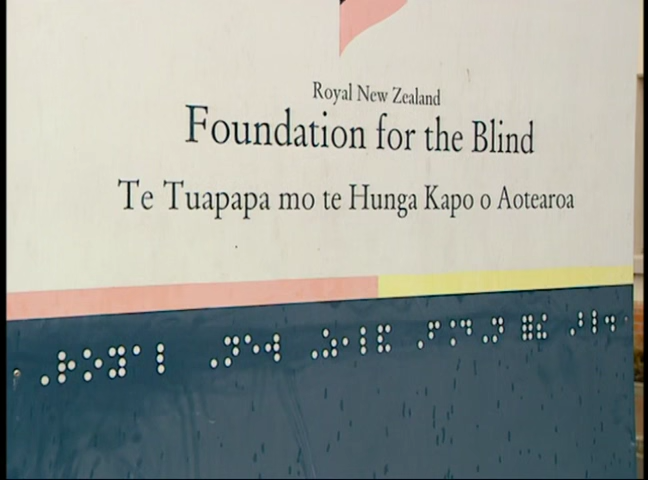 Royal New Zealand
Foundation for the Blind
Te Tuapapa mo te Hunga Kapo o Aotearoa